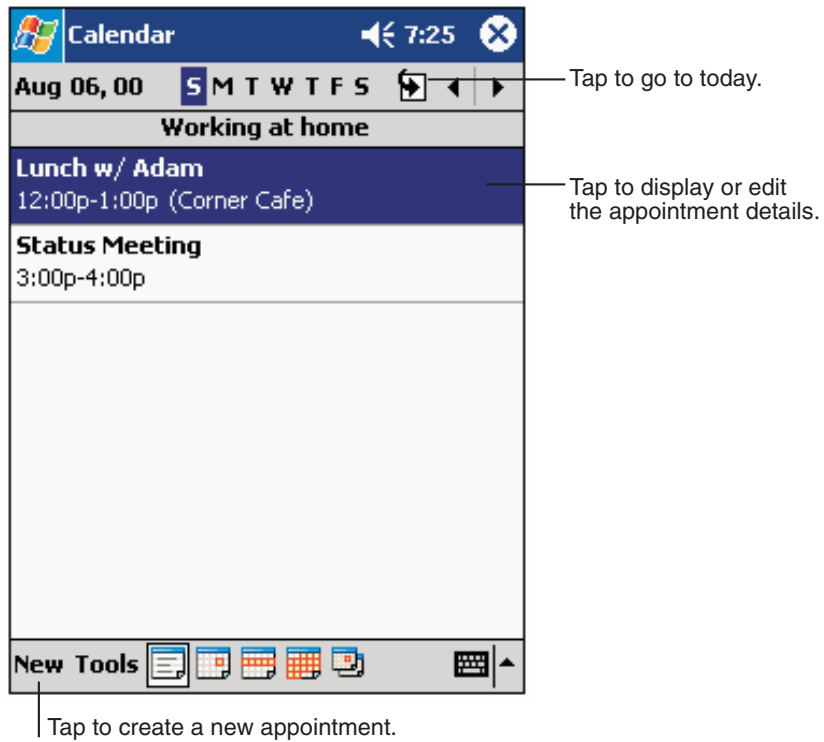 Calendar 7:25
Aug 06, 00 S M T W T F S
Tap to go to today.
Working at home
Lunch w/ Adam
12:00p-1:00p (Corner Cafe)
Tap to display or edit
the appointment details.
Status Meeting
3:00p-4:00p
New Tools
Tap to create a new appointment.